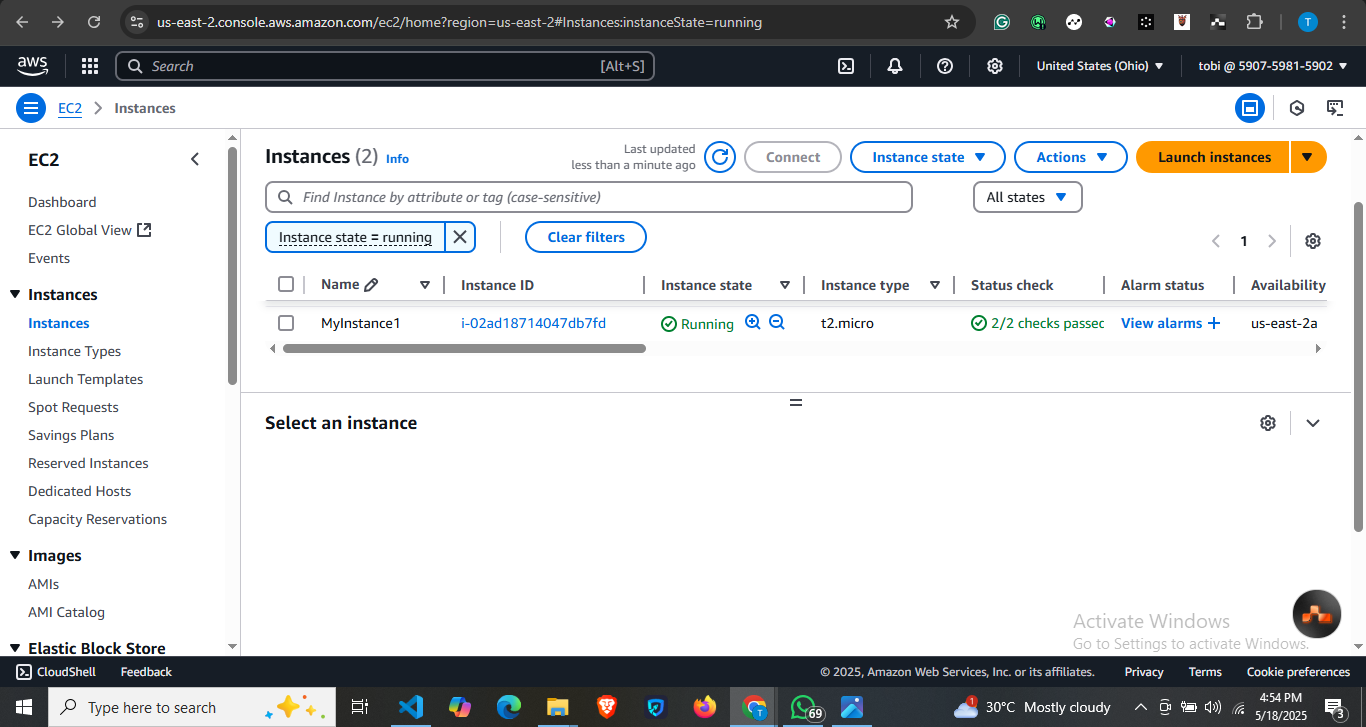 us-east-2.console.aws.amazon.com/ec2/home?region=us-east-2#Instances:instanceState=running
T
aws
Search
[Alt+S]
United States (Ohio)
tobi @ 5907-5981-5902
EC2
Instances
EC2
Dashboard
EC2 Global View
Events
Instances
Instances
Instance Types
Launch Templates
Spot Requests
Savings Plans
Reserved Instances
Dedicated Hosts
Capacity Reservations
Images
AMIs
AMI Catalog
Elastic Block Store
Instances (2) Info
Last updated
less than a minute ago
Connect
Instance state
Actions
Launch instances
Find Instance by attribute or tag (case-sensitive)
All states
Instance state = running
Clear filters
1
Name Instance ID Instance state Instance type Status check Alarm status Availability
MyInstance1 i-02ad18714047db7fd Running t2.micro 2/2 checks passec View alarms + us-east-2a
Select an instance
Activate Windows
Go to Settings to activate Windows.
CloudShell Feedback © 2025, Amazon Web Services, Inc. or its affiliates. Privacy Terms Cookie preferences
Type here to search
69
1
30°C Mostly cloudy
4:54 PM
5/18/2025
3